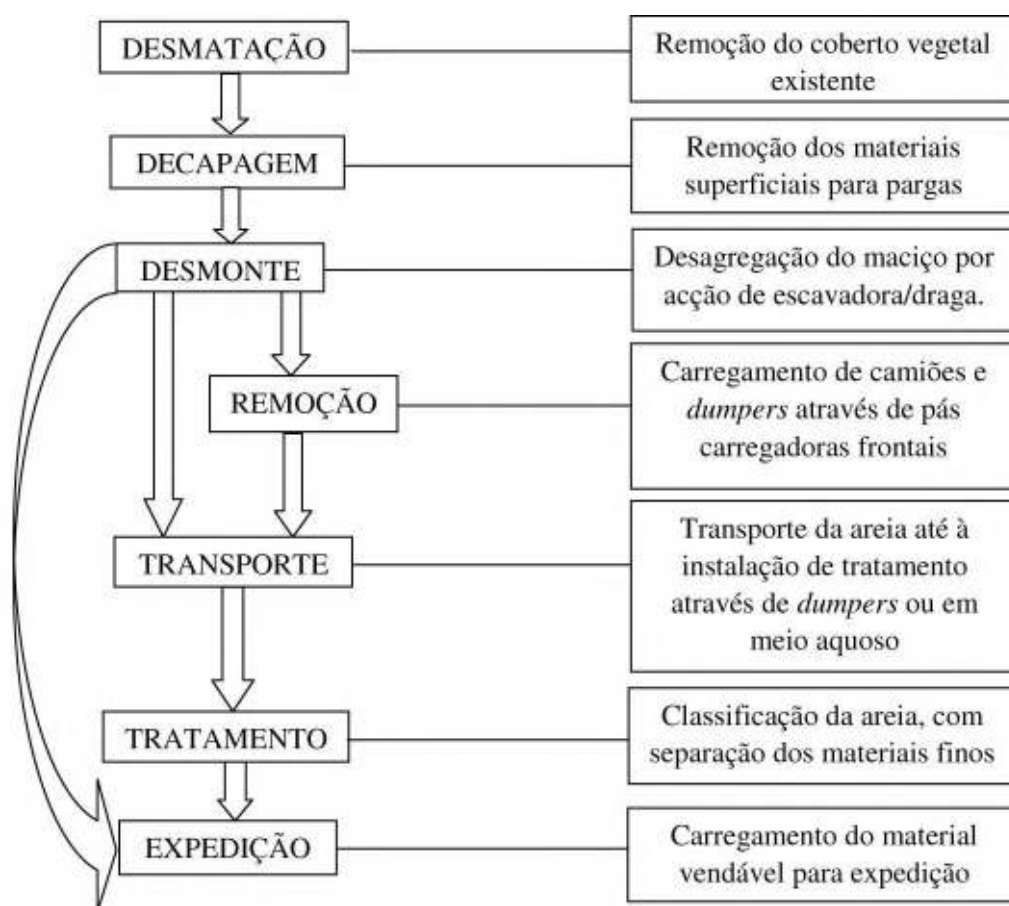 DESMATAÇÃO
Remoção do coberto vegetal
existente
DECAPAGEM
Remoção dos materiais
superficiais para pargas
DESMONTE
Desagregação do maciço por
acção de escavadora/draga.
REMOÇÃO
Carregamento de camiões e
dumpers através de pás
carregadoras frontais
TRANSPORTE
Transporte da areia até à
instalação de tratamento
através de dumpers ou em
meio aquoso
TRATAMENTO
Classificação da areia, com
separação dos materiais finos
EXPEDIÇÃO
Carregamento do material
vendável para expedição